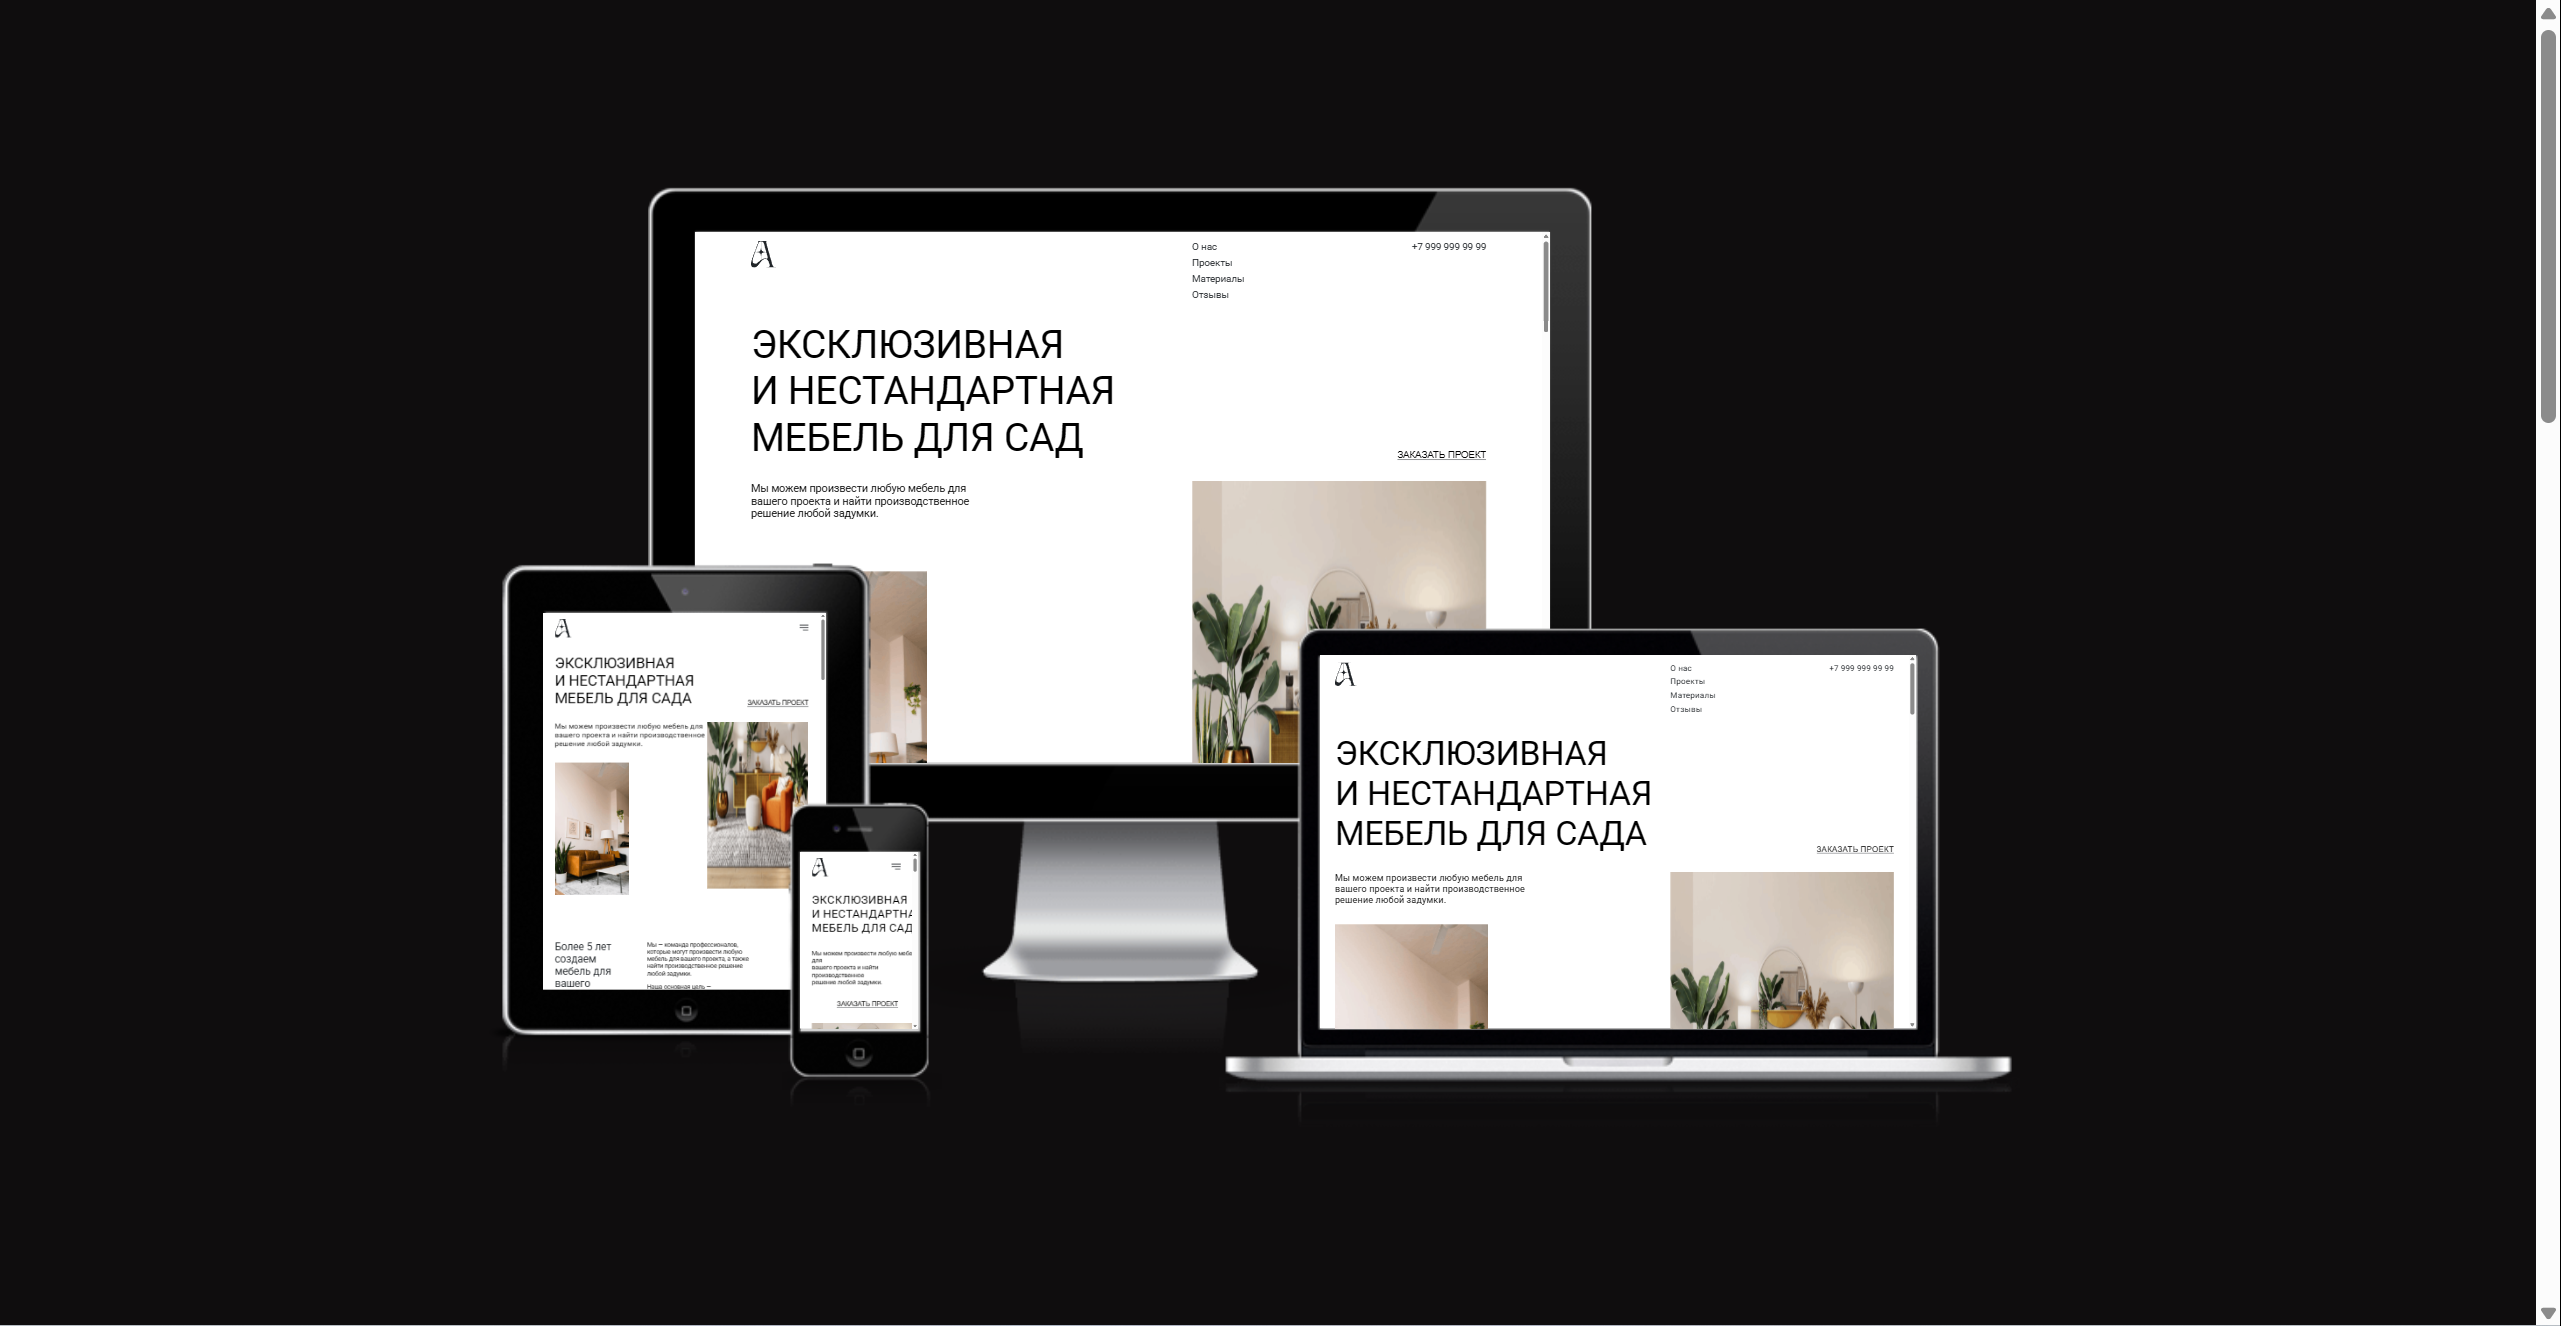 О нас
Проекты
Материалы
Отзывы
+7 999 999 99 99
ЭКСКЛЮЗИВНАЯ
И НЕСТАНДАРТНАЯ
МЕБЕЛЬ ДЛЯ САД
ЗАКАЗАТЬ ПРОЕКТ
Мы можем произвести любую мебель для
вашего проекта и найти производственное
решение любой задумки.
ЭКСКЛЮЗИВНАЯ
И НЕСТАНДАРТНАЯ
МЕБЕЛЬ ДЛЯ САДА
ЗАКАЗАТЬ ПРОЕКТ
Мы можем произвести любую мебель для
вашего проекта и найти производственное
решение любой задумки.
Более 5 лет
создаем
мебель для
вашего
Мы – команда профессионалов,
которые могут произвести любую
мебель для вашего проекта, а также
найти производственное решение
любой задумки.
Наша основная цель –
ЭКСКЛЮЗИВНАЯ
И НЕСТАНДАРТНА
МЕБЕЛЬ ДЛЯ САД
Мы можем произвести любую мебе
для
вашего проекта и найти
производственное
решение любой задумки.
ЗАКАЗАТЬ ПРОЕКТ
О нас
Проекты
Материалы
Отзывы
+7 999 999 99 99
ЭКСКЛЮЗИВНАЯ
И НЕСТАНДАРТНАЯ
МЕБЕЛЬ ДЛЯ САДА
ЗАКАЗАТЬ ПРОЕКТ
Мы можем произвести любую мебель для
вашего проекта и найти производственное
решение любой задумки.